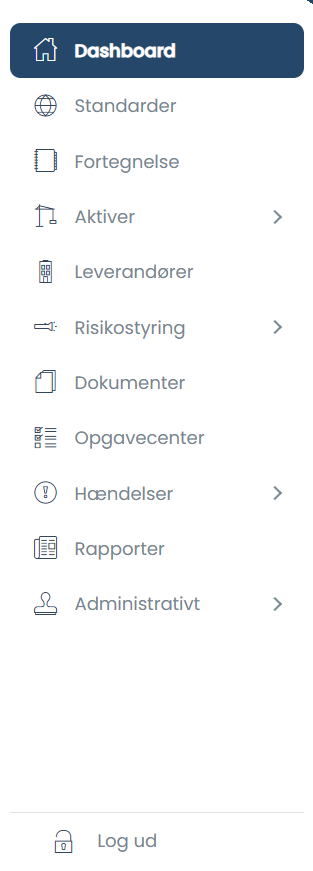 Dashboard
Standarder
Fortegnelse
Aktiver
Leverandører
Risikostyring
Dokumenter
Opgavecenter
Hændelser
Rapporter
Administrativt
Log ud